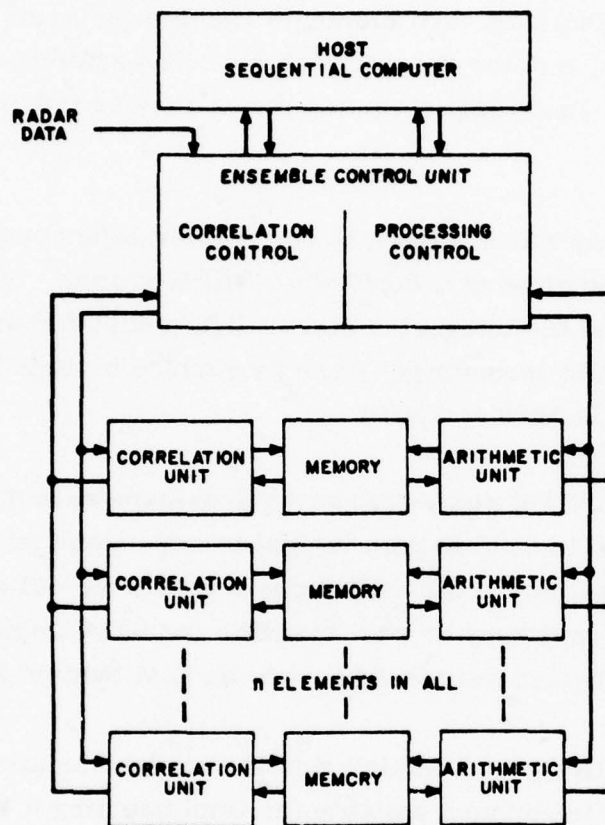 HOST
SEQUENTIAL COMPUTER
RADAR
DATA
ENSEMBLE CONTROL UNIT
CORRELATION
CONTROL
PROCESSING
CONTROL
CORRELATION
UNIT
MEMORY
ARITHMETIC
UNIT
CORRELATION
UNIT
MEMORY
ARITHMETIC
UNIT
n ELEMENTS IN ALL
CORRELATION
UNIT
MEMORY
ARITHMETIC
UNIT